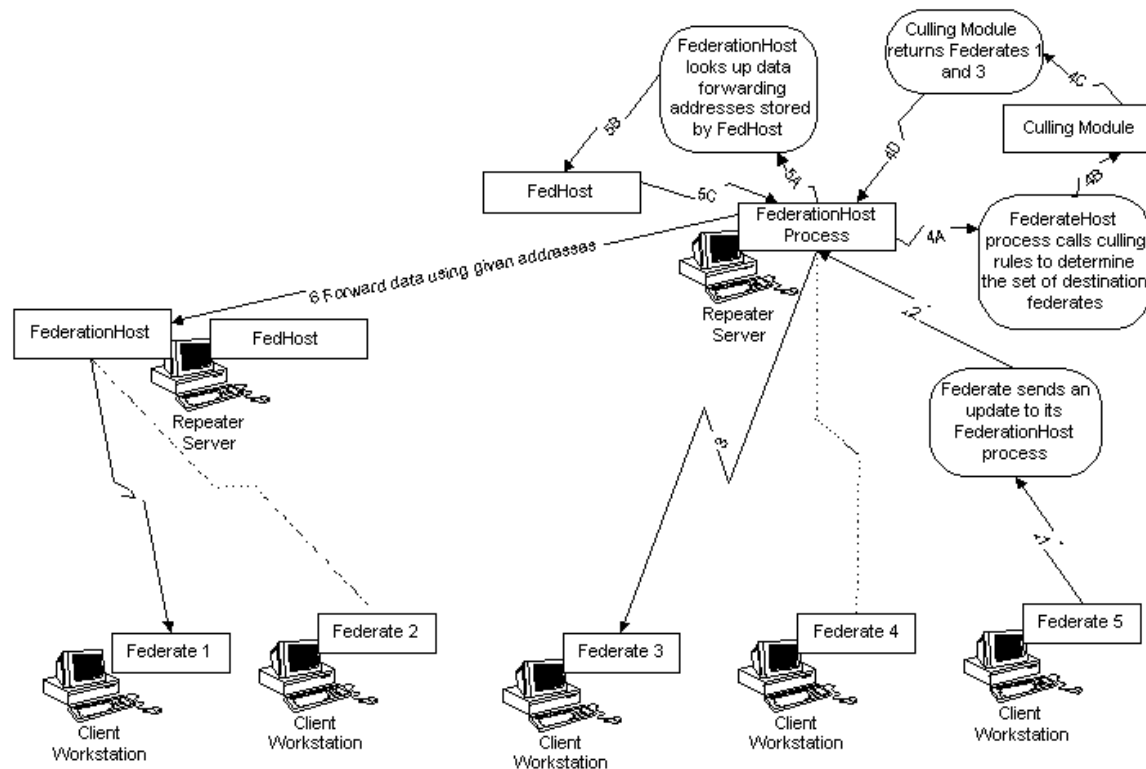 FederationHost
looks up data
forwarding
addresses stored
by FedHost
Culling Module
returns Federates 1
and 3
4C
5B
4D
Culling Module
5A
4B
FedHost
5C
FederationHost
Process
4A
FederateHost
process calls culling
rules to determine
the set of destination
federates
6 Forward data using given addresses
Repeater
Server
2
FederationHost
FedHost
Repeater
Server
Federate sends an
update to its
FederationHost
process
3
1
Federate 1
Federate 2
Federate 3
Federate 4
Federate 5
Client
Workstation
Client
Workstation
Client
Workstation
Client
Workstation
Client
Workstation